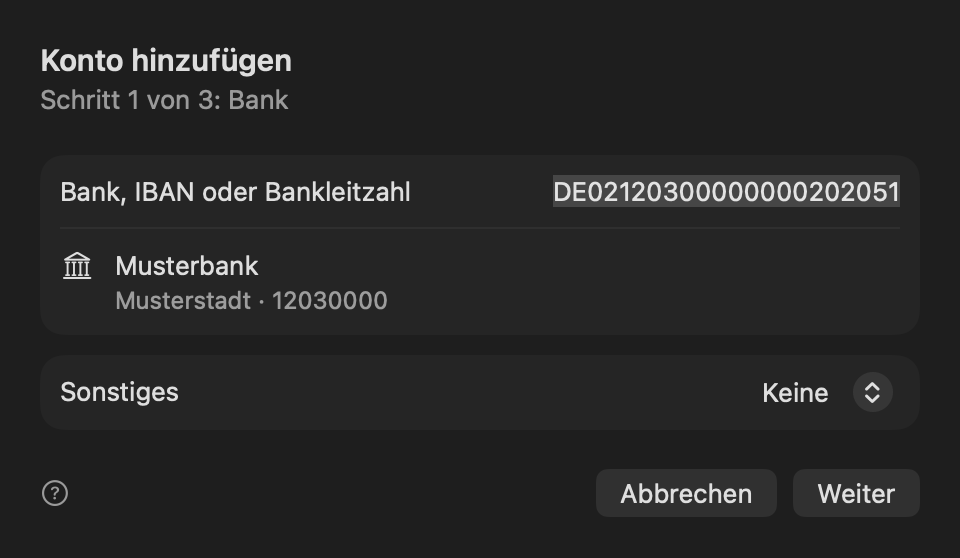 Konto hinzufügen
Schritt 1 von 3: Bank
Bank, IBAN oder Bankleitzahl DE02120300000000202051
Musterbank
Musterstadt · 12030000
Sonstiges Keine
? Abbrechen Weiter